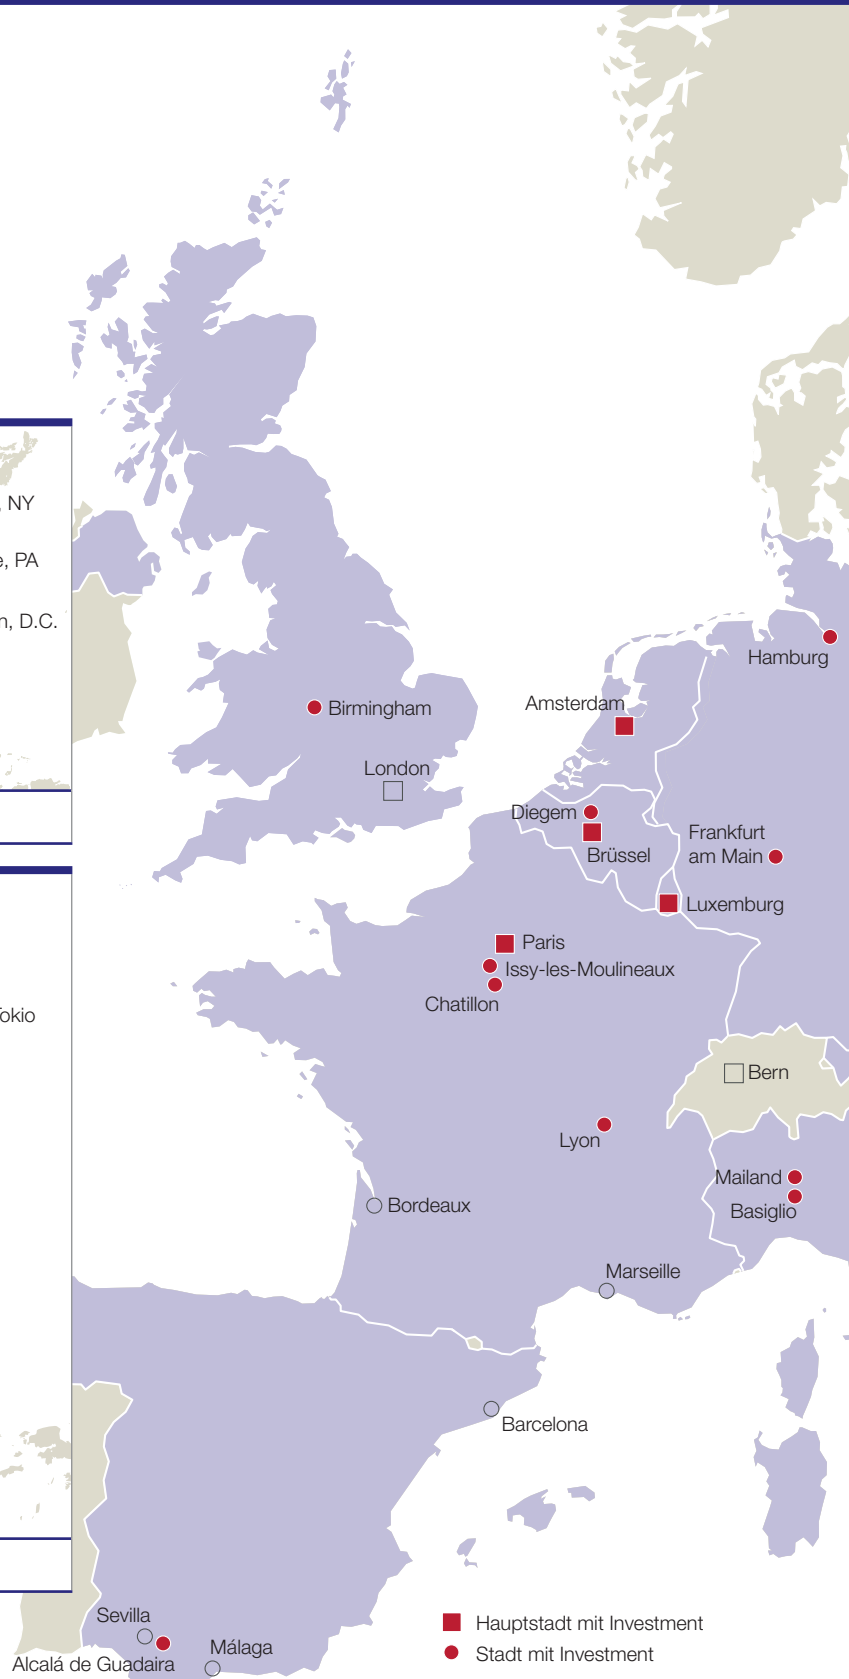 , NY
, PA
, D.C.
Hamburg
Birmingham
Amsterdam
London
Diegem
Brüssel
Frankfurt
am Main
Luxemburg
Paris
Issy-les-Moulineaux
Chatillon
okio
Bern
Lyon
Mailand
Basiglio
Bordeaux
Marseille
Barcelona
Sevilla
Alcalá de Guadaira
Málaga
Hauptstadt mit Investment
Stadt mit Investment